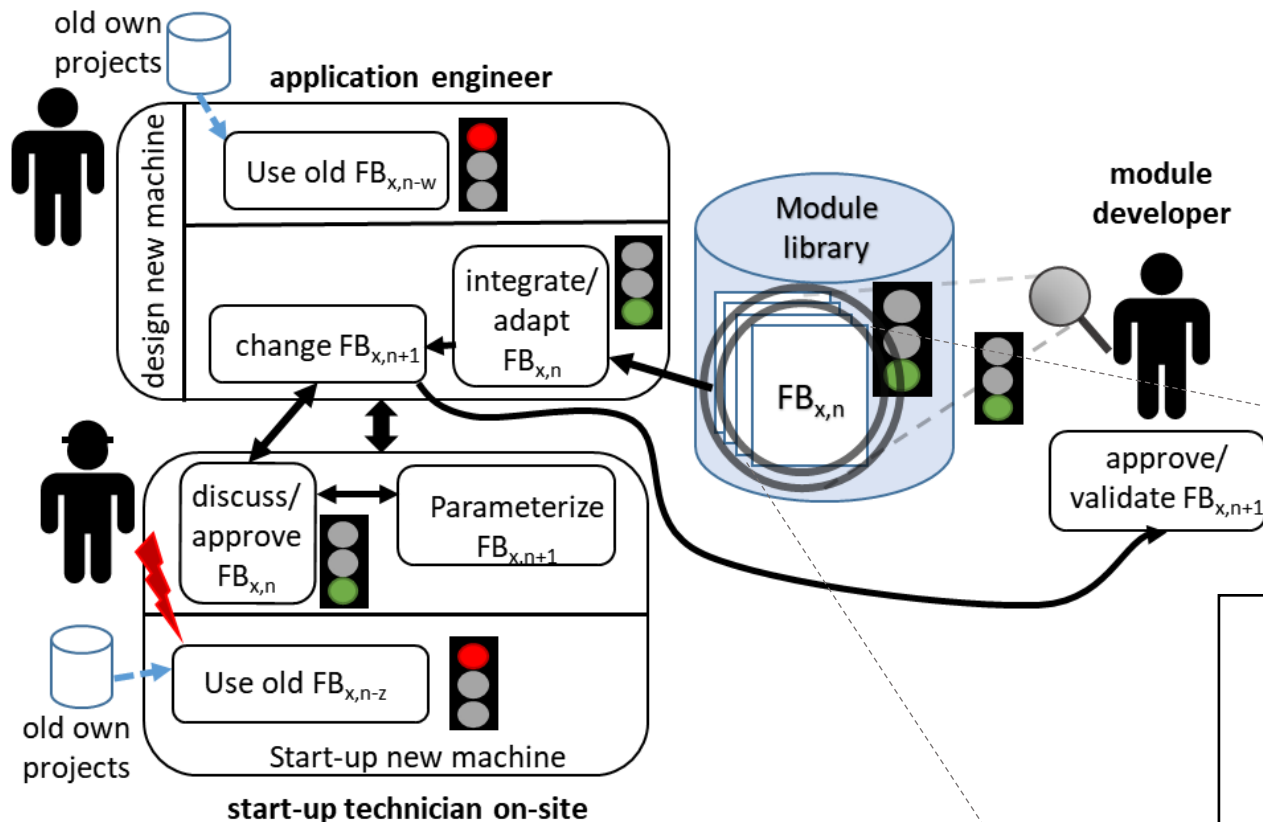 old own
projects
application engineer
design new machine
Use old FBx,n-w
integrate/
adapt
FBx,n
change FBx,n+1
Module
library
FBx,n
module
developer
approve/
validate FBx,n+1
discuss/
approve
FBx,n
Parameterize
FBx,n+1
Use old FBx,n-z
old own
projects
Start-up new machine
start-up technician on-site